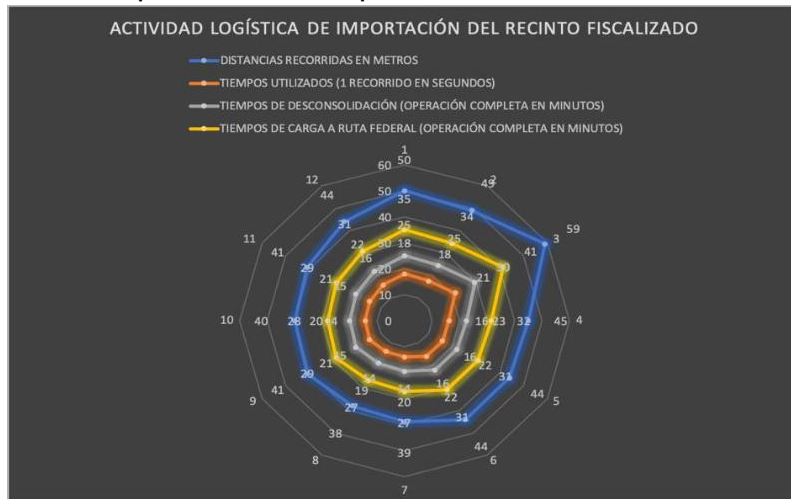 ACTIVIDAD LOGÍSTICA DE IMPORTACIÓN DEL RECINTO FISCALIZADO
DISTANCIAS RECORRIDAS EN METROS
TIEMPOS UTILIZADOS (1 RECORRIDO EN SEGUNDOS)
TIEMPOS DE DESCONSOLIDACIÓN (OPERACIÓN COMPLETA EN MINUTOS)
TIEMPOS DE CARGA A RUTA FEDERAL (OPERACIÓN COMPLETA EN MINUTOS)
1
60 50
12 49 2
44 50
35
31 40 34
25 59
11 22 30 18 25 3
41 16 18 41
29 20 30
21 15 21
10
10 40 28 20 14 0 16 23 32 45 4
21 15 16 22
29 14 16 31
41 19 14 22 44
9 27 20 31 5
27
38 39 44
8 6
7